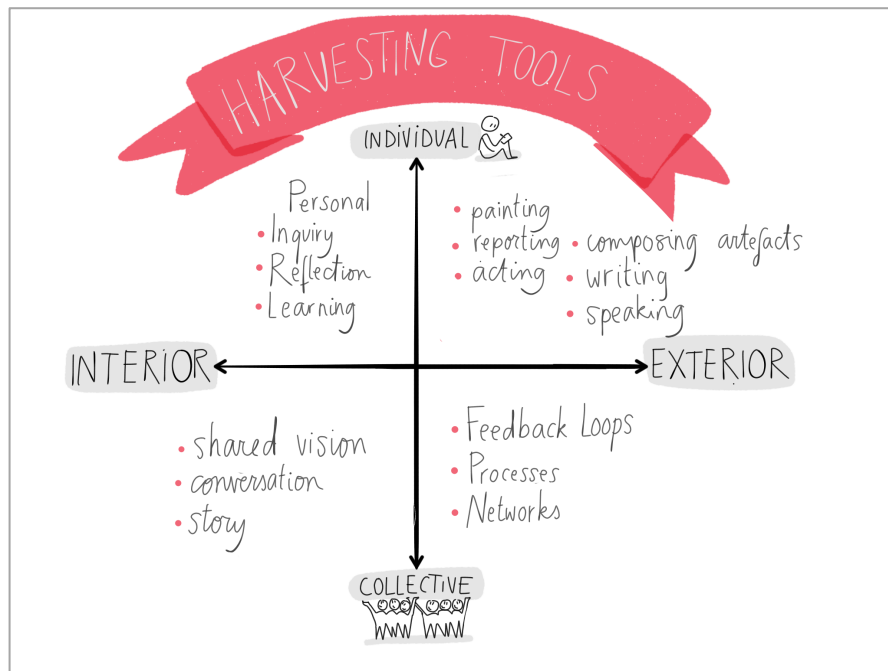 HARVESTING TOOLS
INDIVIDUAL
Personal
• Inquiry
• Reflection
• Learning
• painting
• reporting
• acting
• composing artefacts
• writing
• speaking
INTERIOR
EXTERIOR
• shared vision
• conversation
• story
• Feedback Loops
• Processes
• Networks
COLLECTIVE